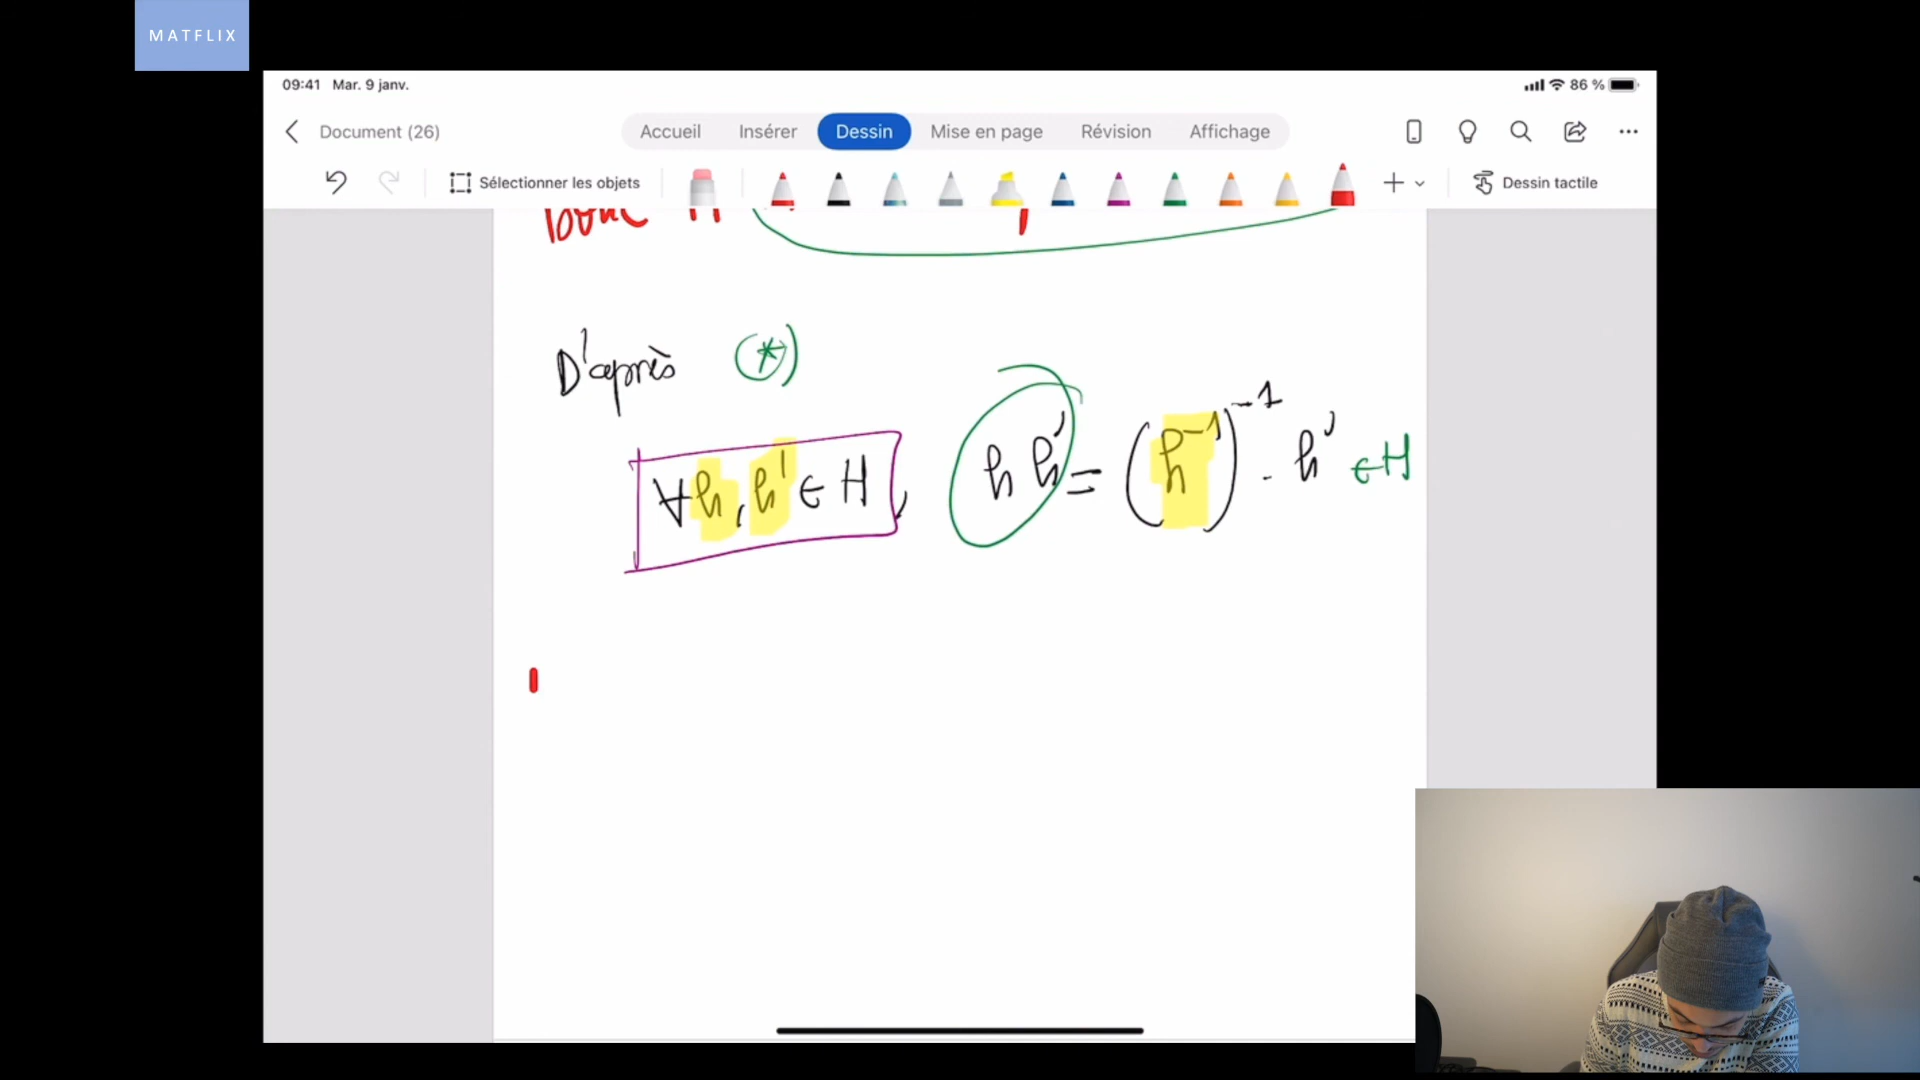 MATFLIX
09:41 Mar. 9 janv. 86 %
Document (26) Accueil Insérer Dessin Mise en page Révision Affichage
Sélectionner les objets Dessin tactile
D'après (*)
∀h, h' ∈ H, h h' = (h⁻¹)⁻¹ . h' ∈ H